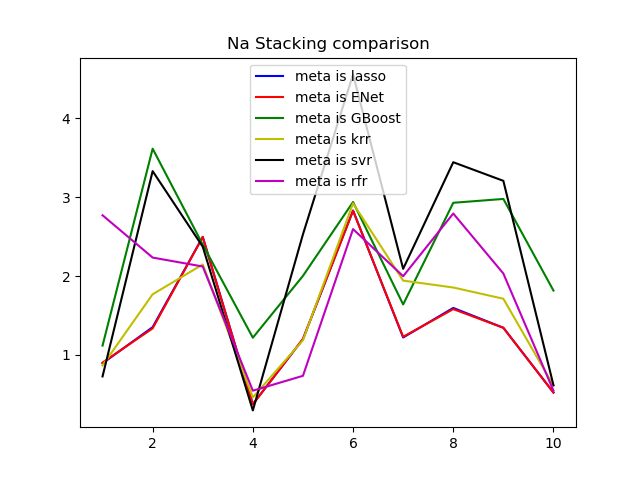 Na Stacking comparison
meta is lasso
meta is ENet
meta is GBoost
meta is krr
meta is svr
meta is rfr
4
3
2
1
2 4 6 8 10